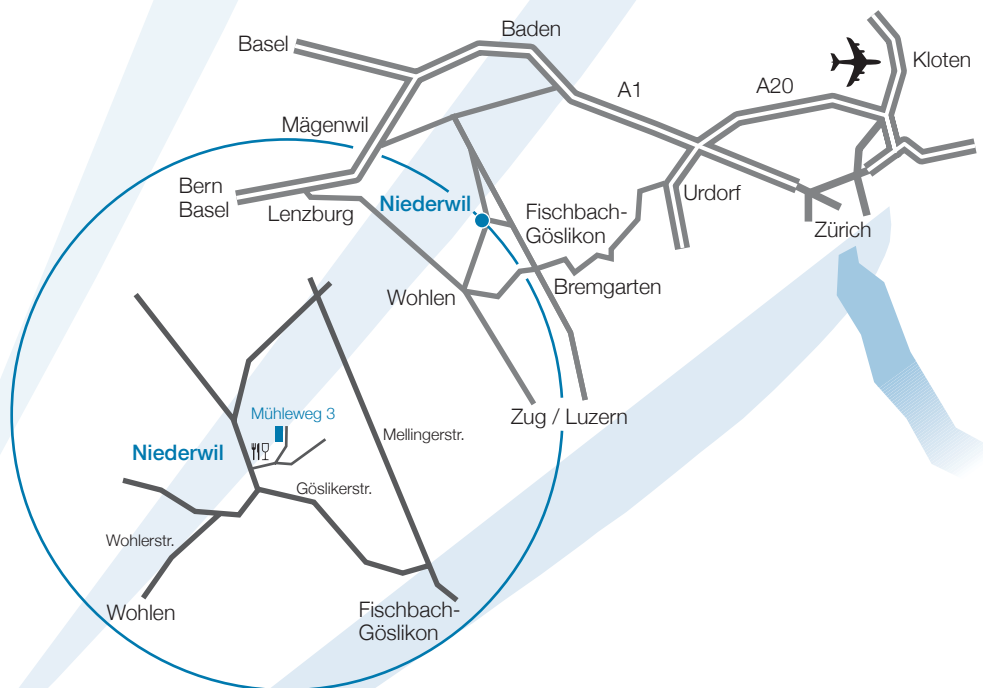 Baden
Basel
Kloten
A20
A1
Mägenwil
Bern
Basel
Lenzburg
Niederwil
Fischbach-
Göslikon
Urdorf
Zürich
Wohlen
Bremgarten
Zug / Luzern
Mühleweg 3
Mellingerstr.
Niederwil
Göslikerstr.
Wohlerstr.
Wohlen
Fischbach-
Göslikon